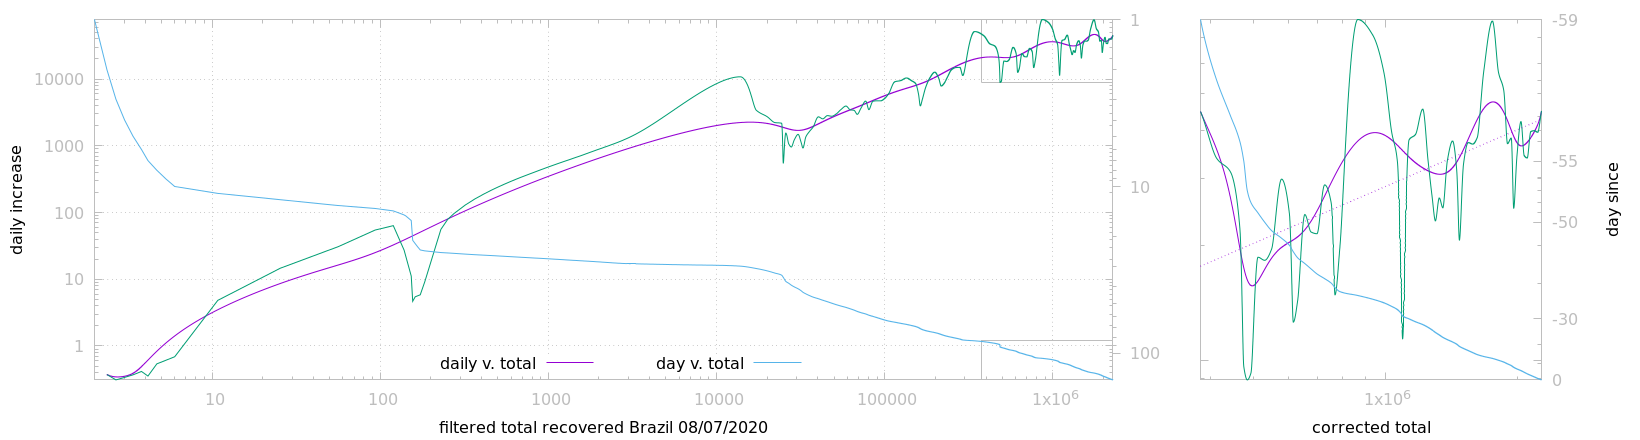 10000
1000
100
10
1
daily increase
10
100
1000
10000
100000
1x10^6
filtered total recovered Brazil 08/07/2020
daily v. total
day v. total
1
10
100
-59
-55
-50
-30
0
day since
1x10^6
corrected total